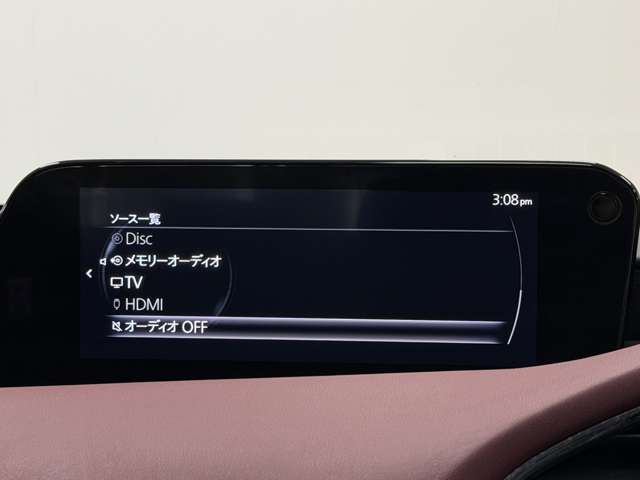 3:08pm
ソース一覧
Disc
メモリーオーディオ
TV
HDMI
オーディオ OFF